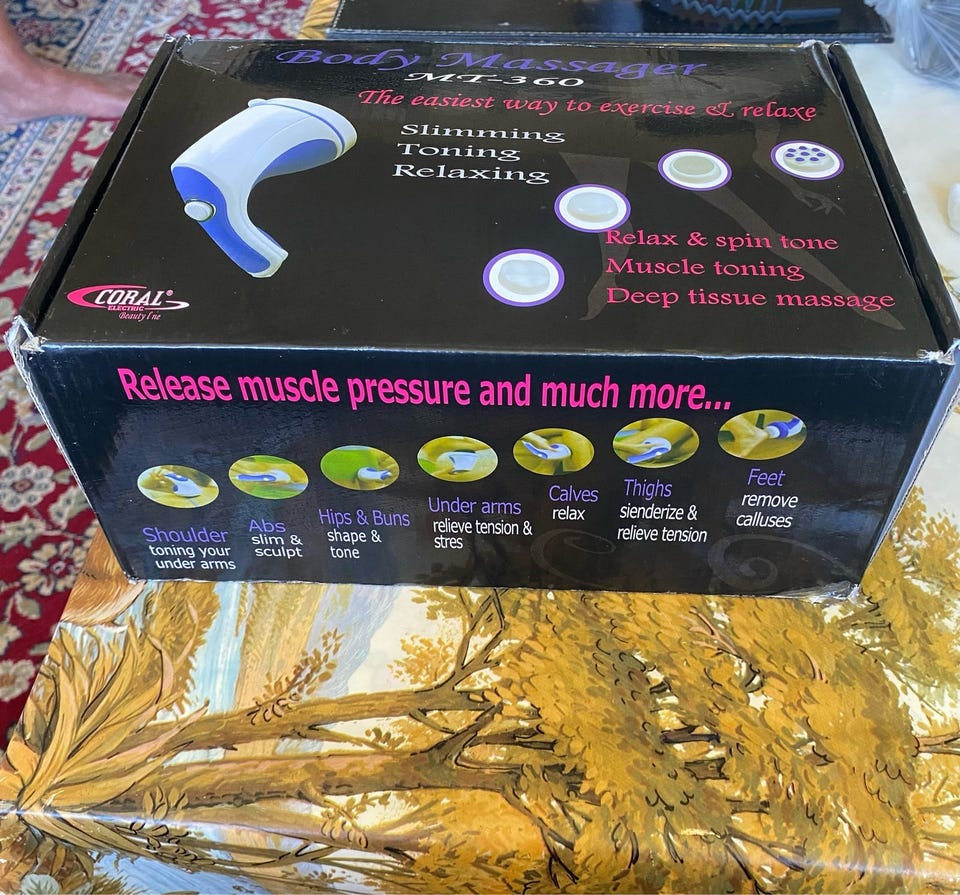 Body Massager
MT-360
The easiest way to exercise & relaxe
Slimming
Toning
Relaxing
Relax & spin tone
Muscle toning
Deep tissue massage
CORAL®
ELECTRIC
Beauty line
Release muscle pressure and much more...
Shoulder
toning your
under arms
Abs
slim &
sculpt
Hips & Buns
shape &
tone
Under arms
relieve tension &
stres
Calves
relax
Thighs
sienderize &
relieve tension
Feet
remove
calluses